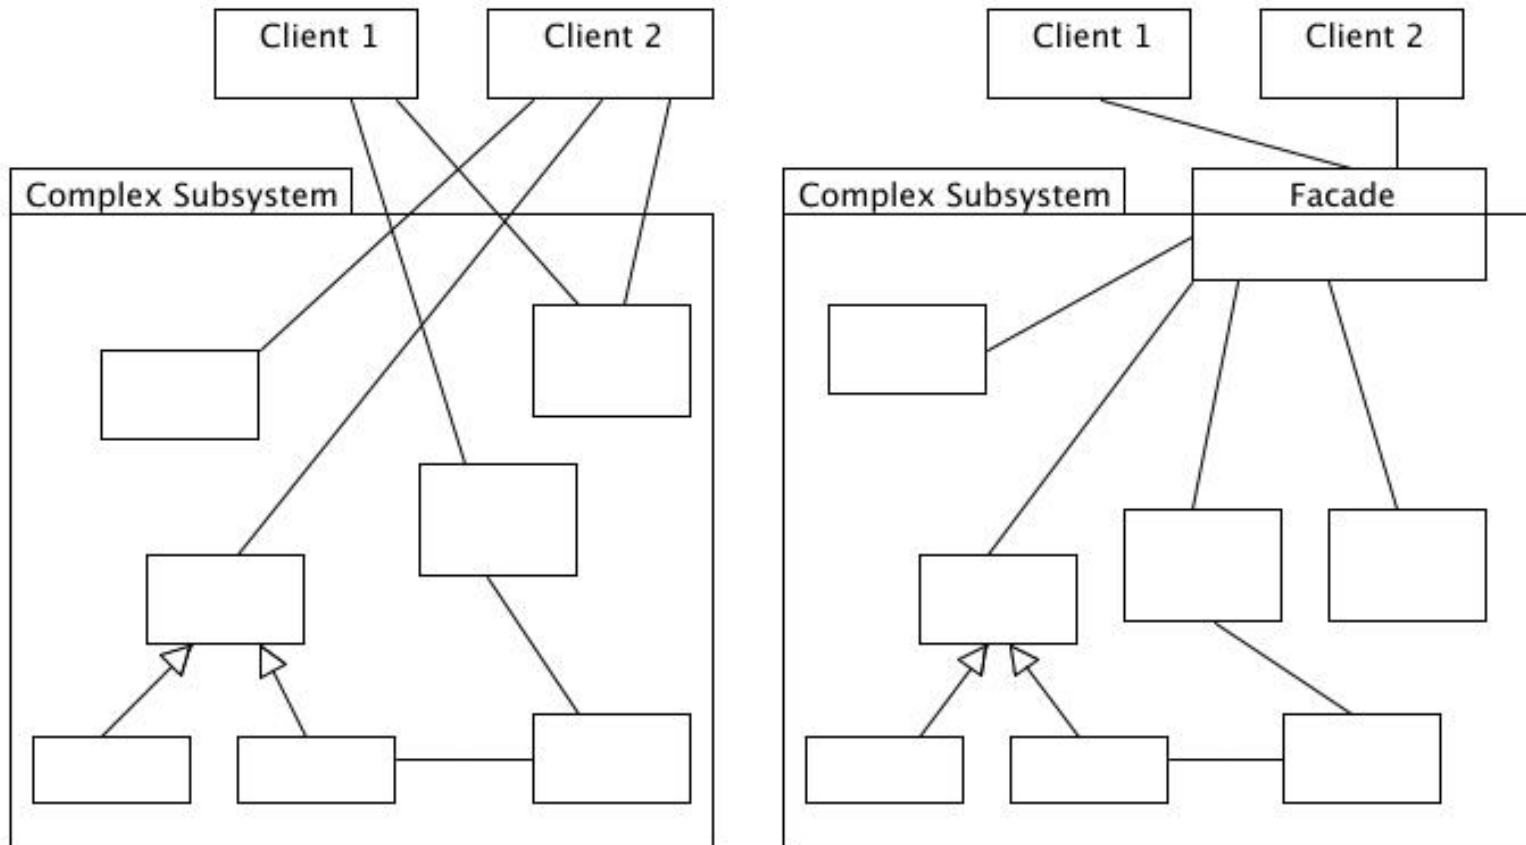 Client 1
Client 2
Complex Subsystem
Client 1
Client 2
Complex Subsystem
Facade